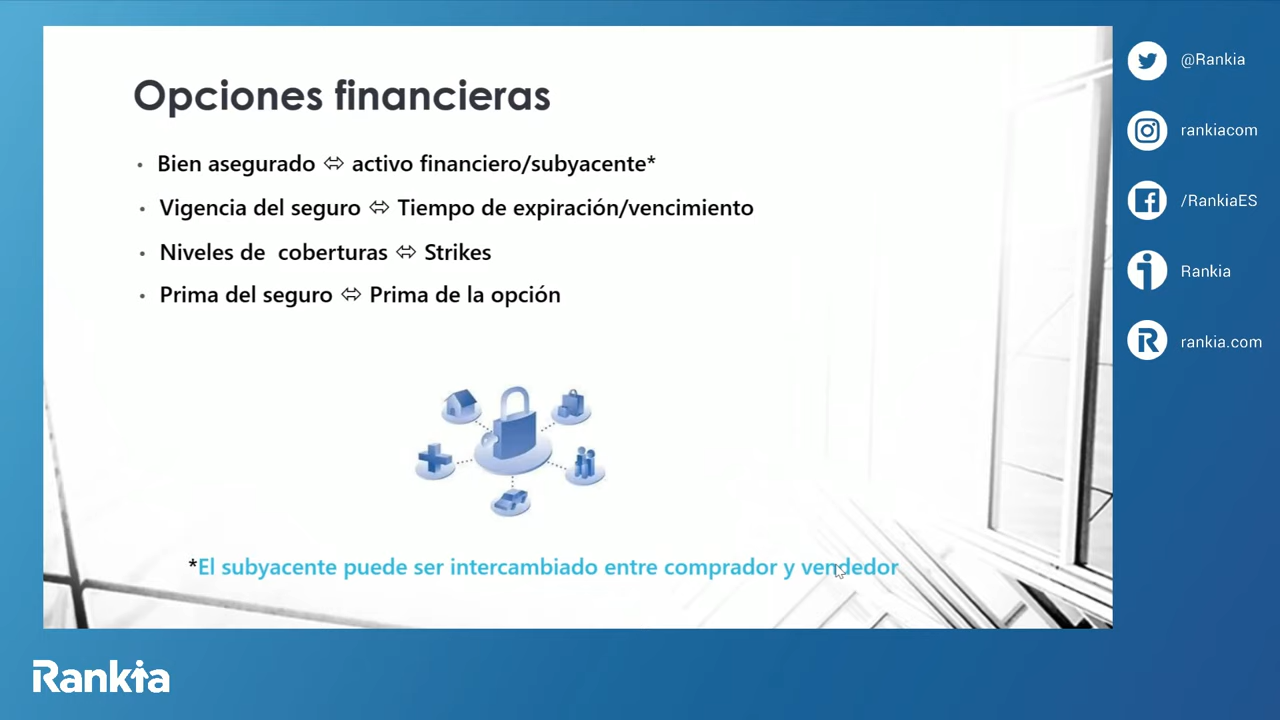 Opciones financieras
• Bien asegurado ⇔ activo financiero/subyacente*
• Vigencia del seguro ⇔ Tiempo de expiración/vencimiento
• Niveles de coberturas ⇔ Strikes
• Prima del seguro ⇔ Prima de la opción
*El subyacente puede ser intercambiado entre comprador y vendedor
@Rankia
rankiacom
/RankiaES
Rankia
rankia.com
Rankia